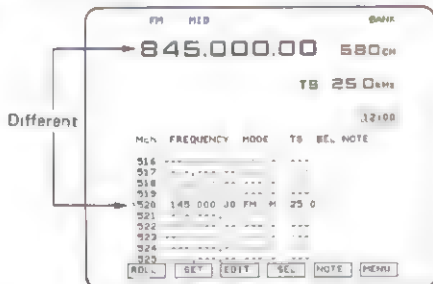 FM MID BANK
845.000.00 580CH
TS 25.0kHz
Different
12:00
Mch FREQUENCY MODE TS SEL NOTE
516
517
518
519
520 145.000.00 FM M 25.0
521
522
523
524
525
ROLL SET EDIT SEL NOTE MENU